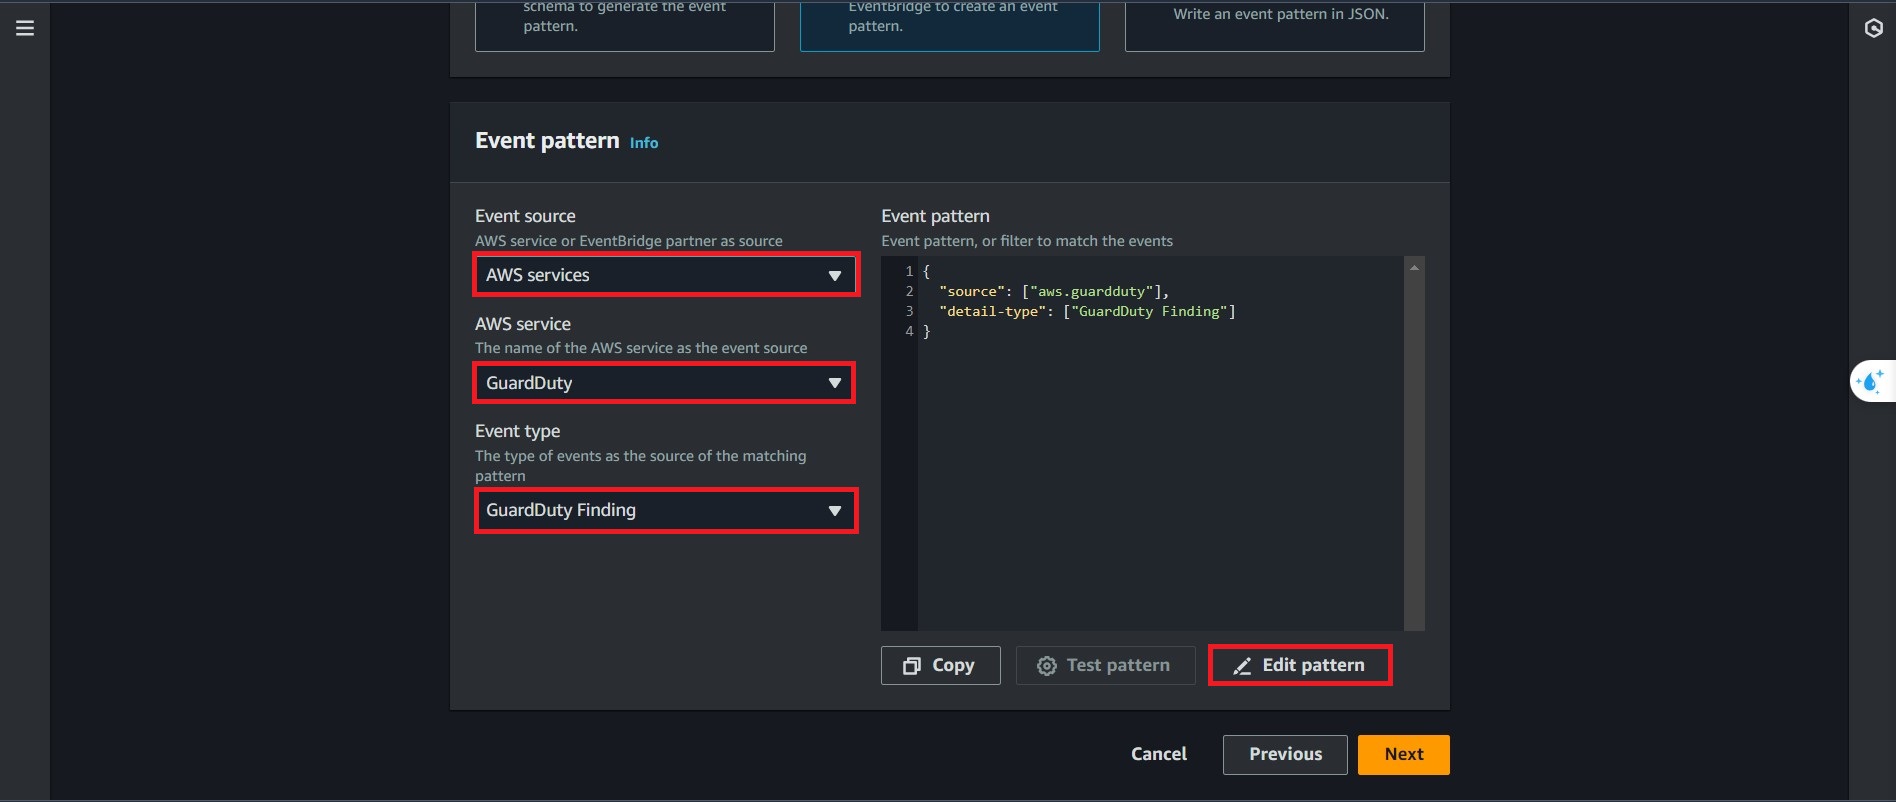 schema to generate the event
pattern.
EventBridge to create an event
pattern.
Write an event pattern in JSON.
Event pattern Info
Event source
AWS service or EventBridge partner as source
AWS services
AWS service
The name of the AWS service as the event source
GuardDuty
Event type
The type of events as the source of the matching
pattern
GuardDuty Finding
Event pattern
Event pattern, or filter to match the events
1 {
2 "source": ["aws.guardduty"],
3 "detail-type": ["GuardDuty Finding"]
4 }
Copy
Test pattern
Edit pattern
Cancel
Previous
Next